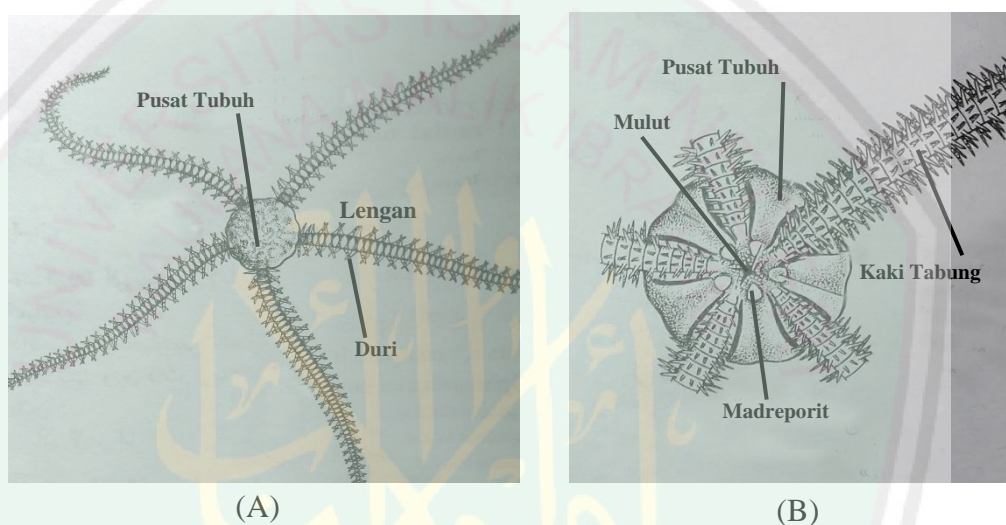 Pusat Tubuh
Lengan
Duri
(A)
Pusat Tubuh
Mulut
Kaki Tabung
Madreporit
(B)